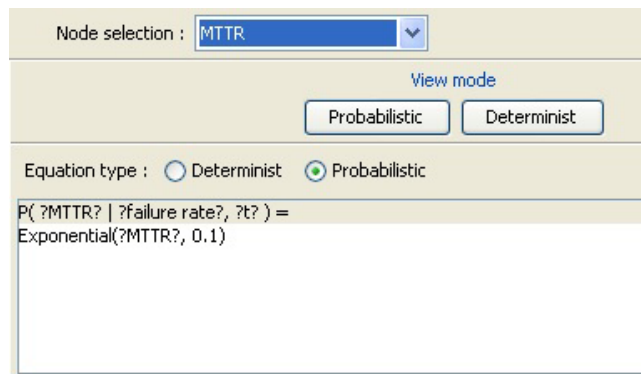 Node selection : MTTR
View mode
Probabilistic Determinist
Equation type : Determinist Probabilistic
P( ?MTTR? | ?failure rate?, ?t? ) =
Exponential(?MTTR?, 0.1)